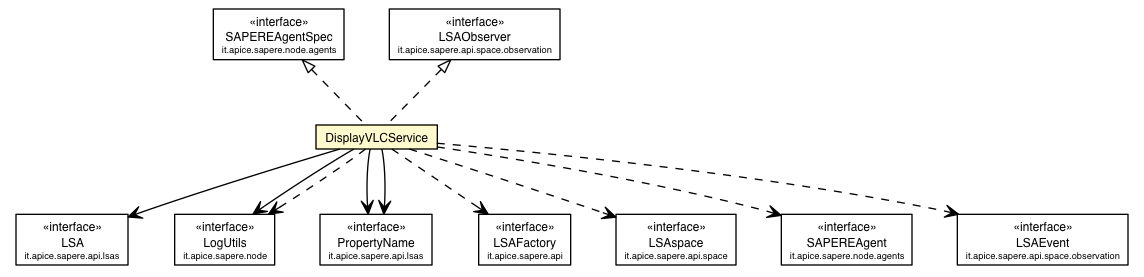 «interface»
SAPEREAgentSpec
it.apice.sapere.node.agents
«interface»
LSAObserver
it.apice.sapere.api.space.observation
DisplayVLCService
«interface»
LSA
it.apice.sapere.api.lsas
«interface»
LogUtils
it.apice.sapere.node
«interface»
PropertyName
it.apice.sapere.api.lsas
«interface»
LSAFactory
it.apice.sapere.api
«interface»
LSAspace
it.apice.sapere.api.space
«interface»
SAPEREAgent
it.apice.sapere.node.agents
«interface»
LSAEvent
it.apice.sapere.api.space.observation